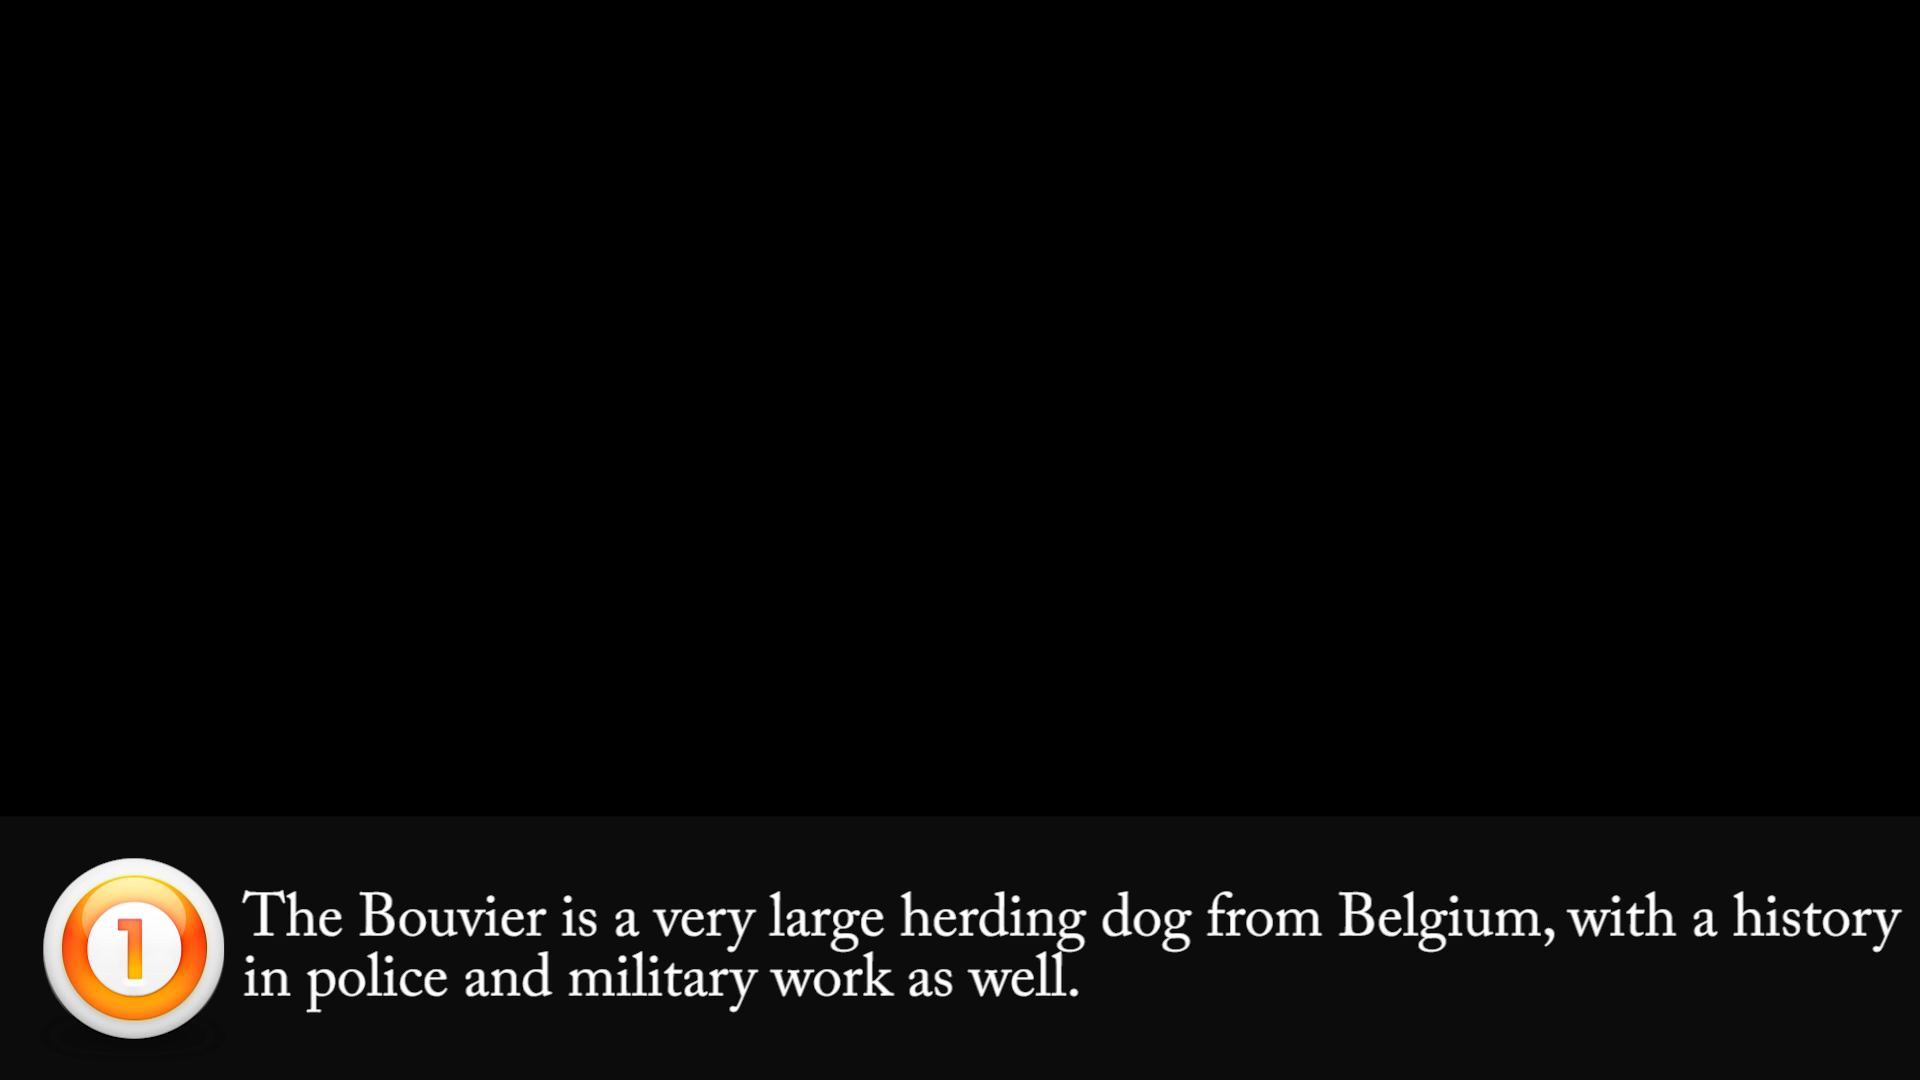 1
The Bouvier is a very large herding dog from Belgium, with a history
in police and military work as well.